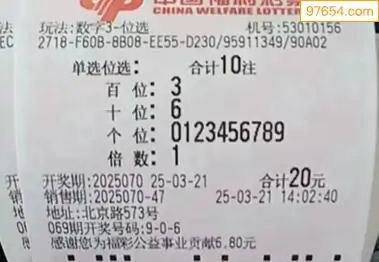 97654.com
中国福利彩票
CHINA WELFARE LOTTERY
玩法:数字3-位选 机号:53010156
2718-F60B-8B08-EE55-D230/95911349/90A02
单选位选: 合计10注
百 位: 3
十 位: 6
个 位: 0123456789
倍 数: 1
开奖期:2025070 25-03-21 合计20元
销售期:2025070-47 25-03-21 14:02:40
地址:北京路573号
069期开奖号码:9-0-6
感谢您为福彩公益事业贡献6.80元